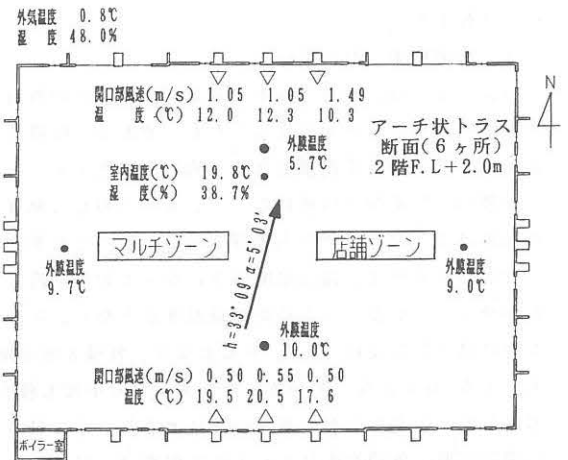 外気温度 0.8℃
湿 度 48.0%
N
開口部風速(m/s) 1.05 1.05 1.49
温 度 (℃) 12.0 12.3 10.3
アーチ状トラス
断面(6ヶ所)
2階F.L+2.0m
外膜温度
5.7℃
室内温度(℃) 19.8℃
湿 度(%) 38.7%
マルチゾーン
店舗ゾーン
外膜温度
9.7℃
h=33°09′α=5°03′
外膜温度
9.0℃
外膜温度
10.0℃
開口部風速(m/s) 0.50 0.55 0.50
温度 (℃) 19.5 20.5 17.6
ボイラー室